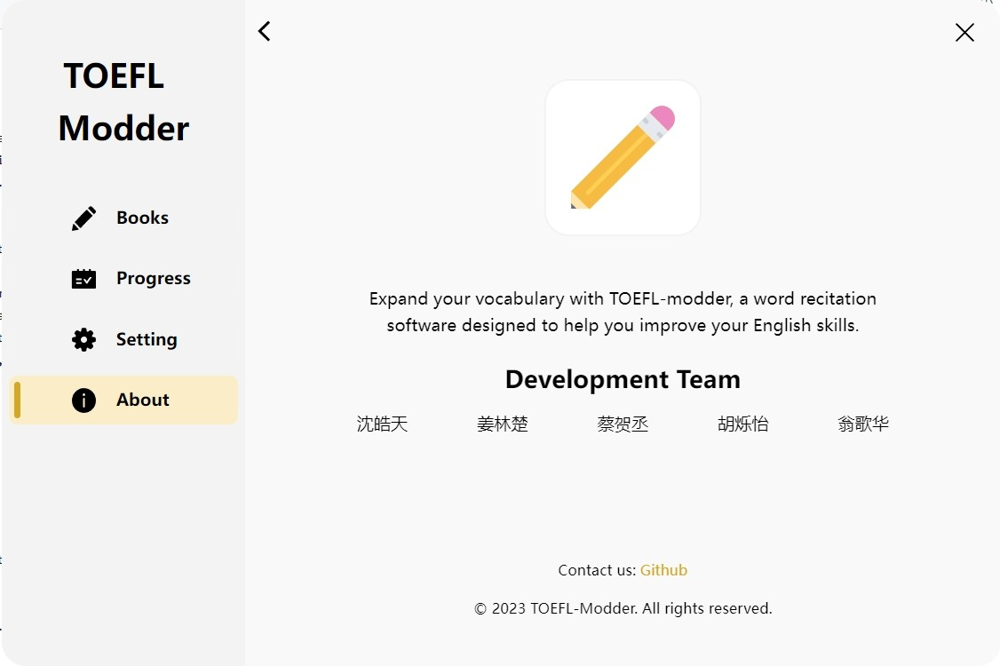 TOEFL
Modder
Books
Progress
Setting
About
Expand your vocabulary with TOEFL-modder, a word recitation
software designed to help you improve your English skills.
Development Team
沈皓天 姜林楚 蔡贺丞 胡烁怡 翁歌华
Contact us: Github
© 2023 TOEFL-Modder. All rights reserved.